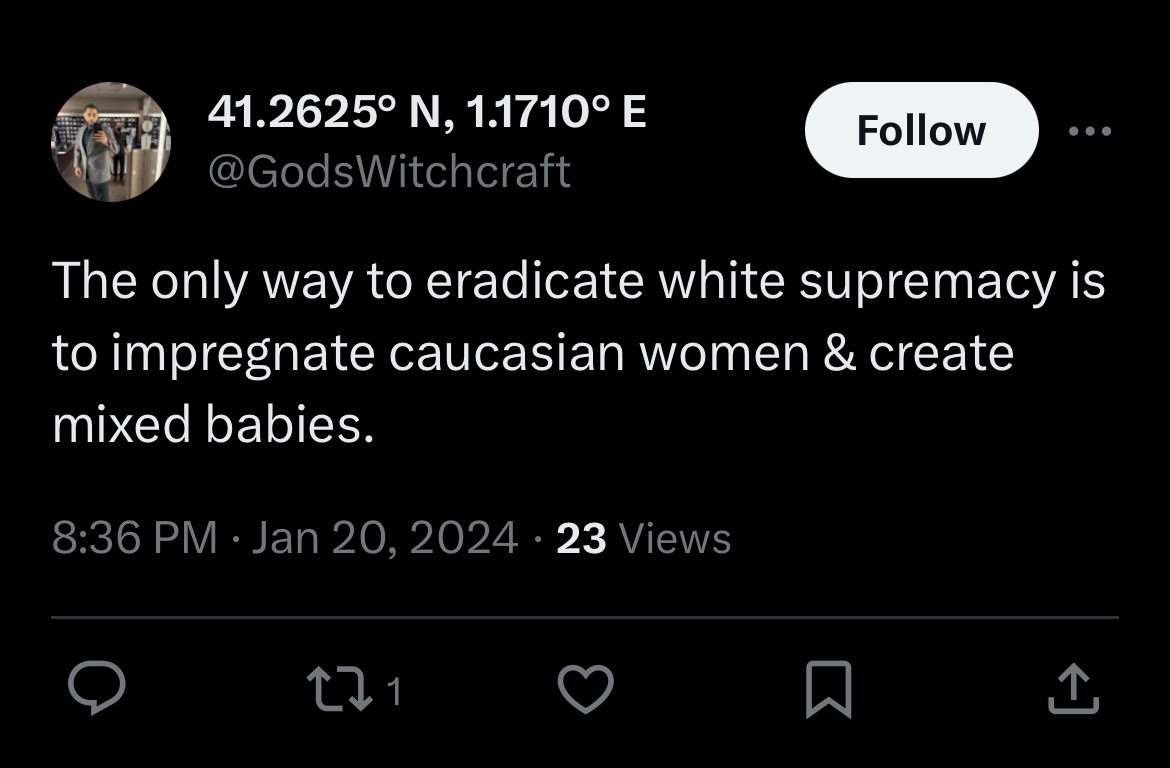 41.2625° N, 1.1710° E
@GodsWitchcraft
Follow
The only way to eradicate white supremacy is
to impregnate caucasian women & create
mixed babies.
8:36 PM · Jan 20, 2024 · 23 Views
1